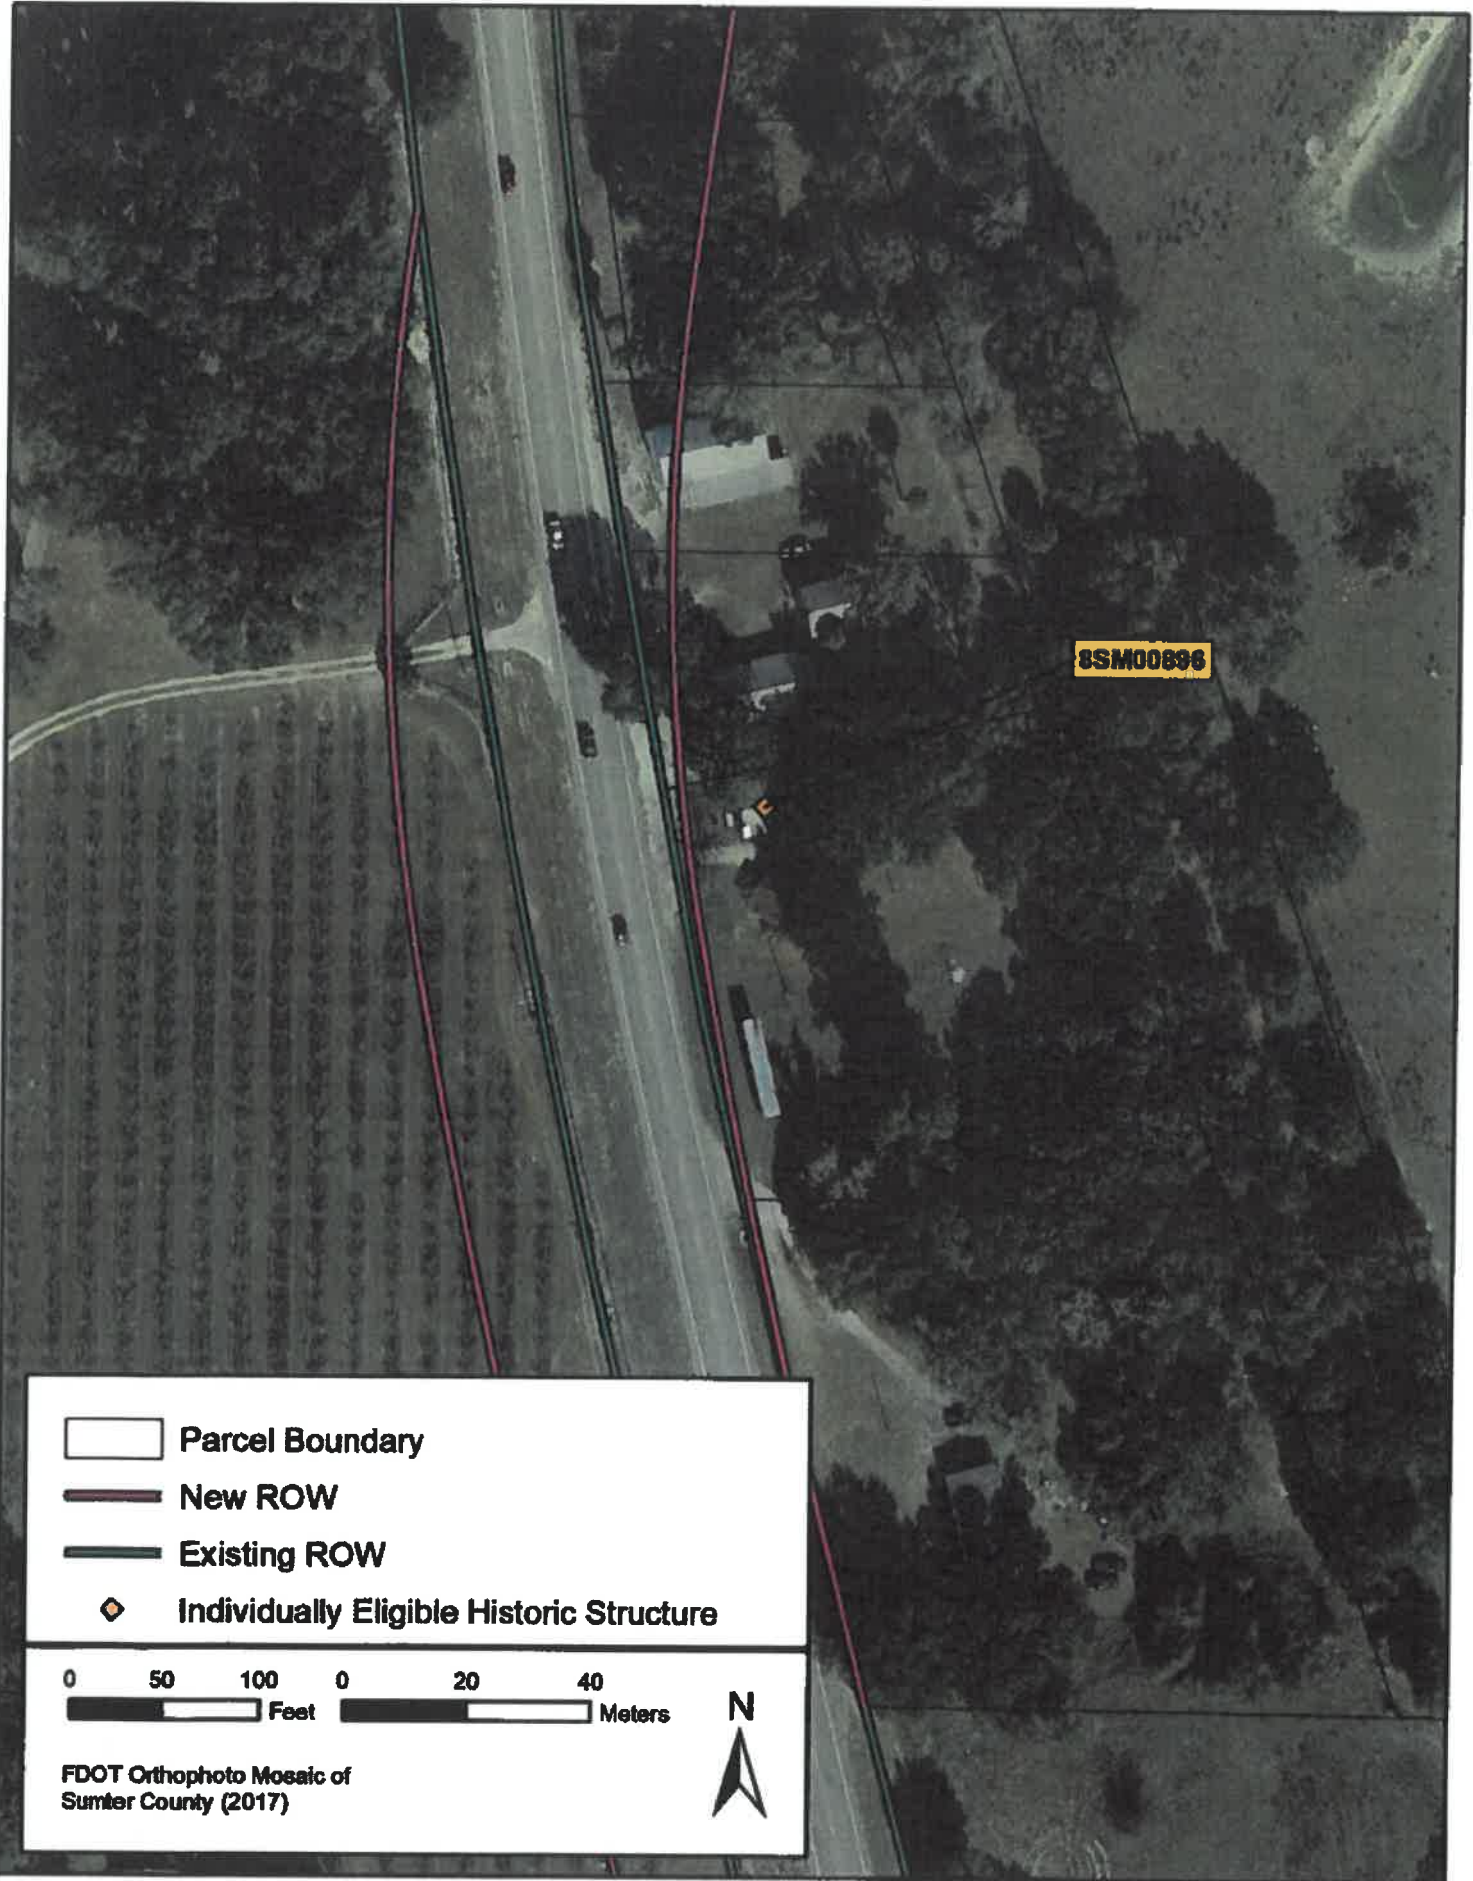 8SM00896
Parcel Boundary
New ROW
Existing ROW
Individually Eligible Historic Structure
0 50 100 0 20 40
Feet Meters N
FDOT Orthophoto Mosaic of
Sumter County (2017)